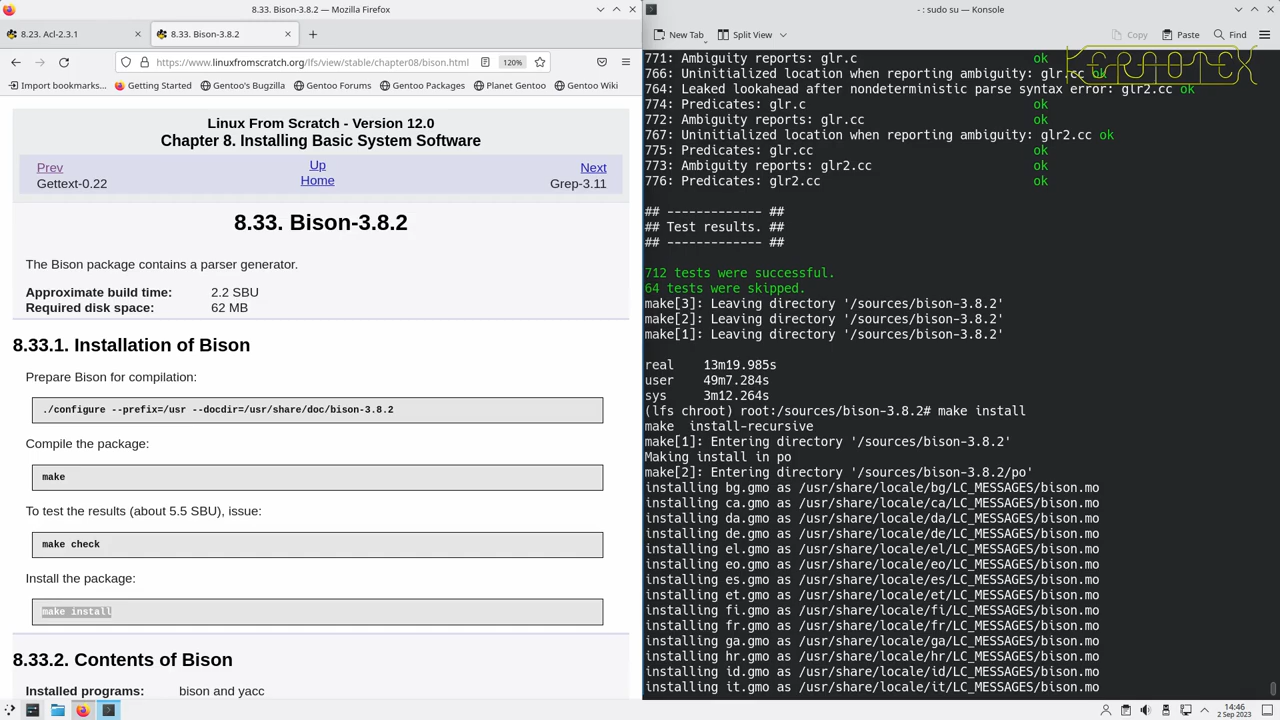 8.33. Bison-3.8.2 — Mozilla Firefox
8.23. Acl-2.3.1
8.33. Bison-3.8.2
https://www.linuxfromscratch.org/lfs/view/stable/chapter08/bison.html
120%
Import bookmarks...
Getting Started
Gentoo's Bugzilla
Gentoo Forums
Gentoo Packages
Planet Gentoo
Gentoo Wiki
Linux From Scratch - Version 12.0
Chapter 8. Installing Basic System Software
Prev
Up
Next
Gettext-0.22
Home
Grep-3.11
8.33. Bison-3.8.2
The Bison package contains a parser generator.
Approximate build time: 2.2 SBU
Required disk space: 62 MB
8.33.1. Installation of Bison
Prepare Bison for compilation:
./configure --prefix=/usr --docdir=/usr/share/doc/bison-3.8.2
Compile the package:
make
To test the results (about 5.5 SBU), issue:
make check
Install the package:
make install
8.33.2. Contents of Bison
Installed programs: bison and yacc
- : sudo su — Konsole
New Tab
Split View
Copy
Paste
Find
KERNOTEX
771: Ambiguity reports: glr.c ok
766: Uninitialized location when reporting ambiguity: glr.cc ok
764: Leaked lookahead after nondeterministic parse syntax error: glr2.cc ok
774: Predicates: glr.c ok
772: Ambiguity reports: glr.cc ok
767: Uninitialized location when reporting ambiguity: glr2.cc ok
775: Predicates: glr.cc ok
773: Ambiguity reports: glr2.cc ok
776: Predicates: glr2.cc ok
## ------------- ##
## Test results. ##
## ------------- ##
712 tests were successful.
64 tests were skipped.
make[3]: Leaving directory '/sources/bison-3.8.2'
make[2]: Leaving directory '/sources/bison-3.8.2'
make[1]: Leaving directory '/sources/bison-3.8.2'
real 13m19.985s
user 49m7.284s
sys 3m12.264s
(lfs chroot) root:/sources/bison-3.8.2# make install
make  install-recursive
make[1]: Entering directory '/sources/bison-3.8.2'
Making install in po
make[2]: Entering directory '/sources/bison-3.8.2/po'
installing bg.gmo as /usr/share/locale/bg/LC_MESSAGES/bison.mo
installing ca.gmo as /usr/share/locale/ca/LC_MESSAGES/bison.mo
installing da.gmo as /usr/share/locale/da/LC_MESSAGES/bison.mo
installing de.gmo as /usr/share/locale/de/LC_MESSAGES/bison.mo
installing el.gmo as /usr/share/locale/el/LC_MESSAGES/bison.mo
installing eo.gmo as /usr/share/locale/eo/LC_MESSAGES/bison.mo
installing es.gmo as /usr/share/locale/es/LC_MESSAGES/bison.mo
installing et.gmo as /usr/share/locale/et/LC_MESSAGES/bison.mo
installing fi.gmo as /usr/share/locale/fi/LC_MESSAGES/bison.mo
installing fr.gmo as /usr/share/locale/fr/LC_MESSAGES/bison.mo
installing ga.gmo as /usr/share/locale/ga/LC_MESSAGES/bison.mo
installing hr.gmo as /usr/share/locale/hr/LC_MESSAGES/bison.mo
installing id.gmo as /usr/share/locale/id/LC_MESSAGES/bison.mo
installing it.gmo as /usr/share/locale/it/LC_MESSAGES/bison.mo
14:46
2 Sep 2023